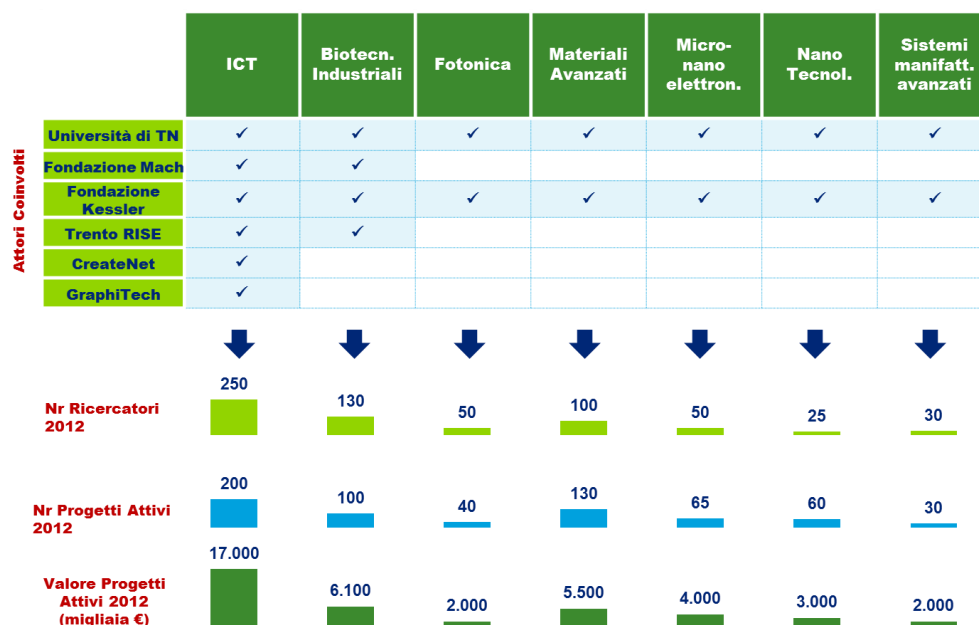 ICT
Biotecn.
Industriali
Fotonica
Materiali
Avanzati
Micro-
nano
elettron.
Nano
Tecnol.
Sistemi
manifatt.
avanzati
Attori Coinvolti
Università di TN ✓ ✓ ✓ ✓ ✓ ✓ ✓
Fondazione Mach ✓ ✓
Fondazione
Kessler ✓ ✓ ✓ ✓ ✓ ✓ ✓
Trento RISE ✓ ✓
CreateNet ✓
GraphiTech ✓
Nr Ricercatori
2012
250 130 50 100 50 25 30
Nr Progetti Attivi
2012
200 100 40 130 65 60 30
Valore Progetti
Attivi 2012
(migliaia €)
17.000 6.100 2.000 5.500 4.000 3.000 2.000